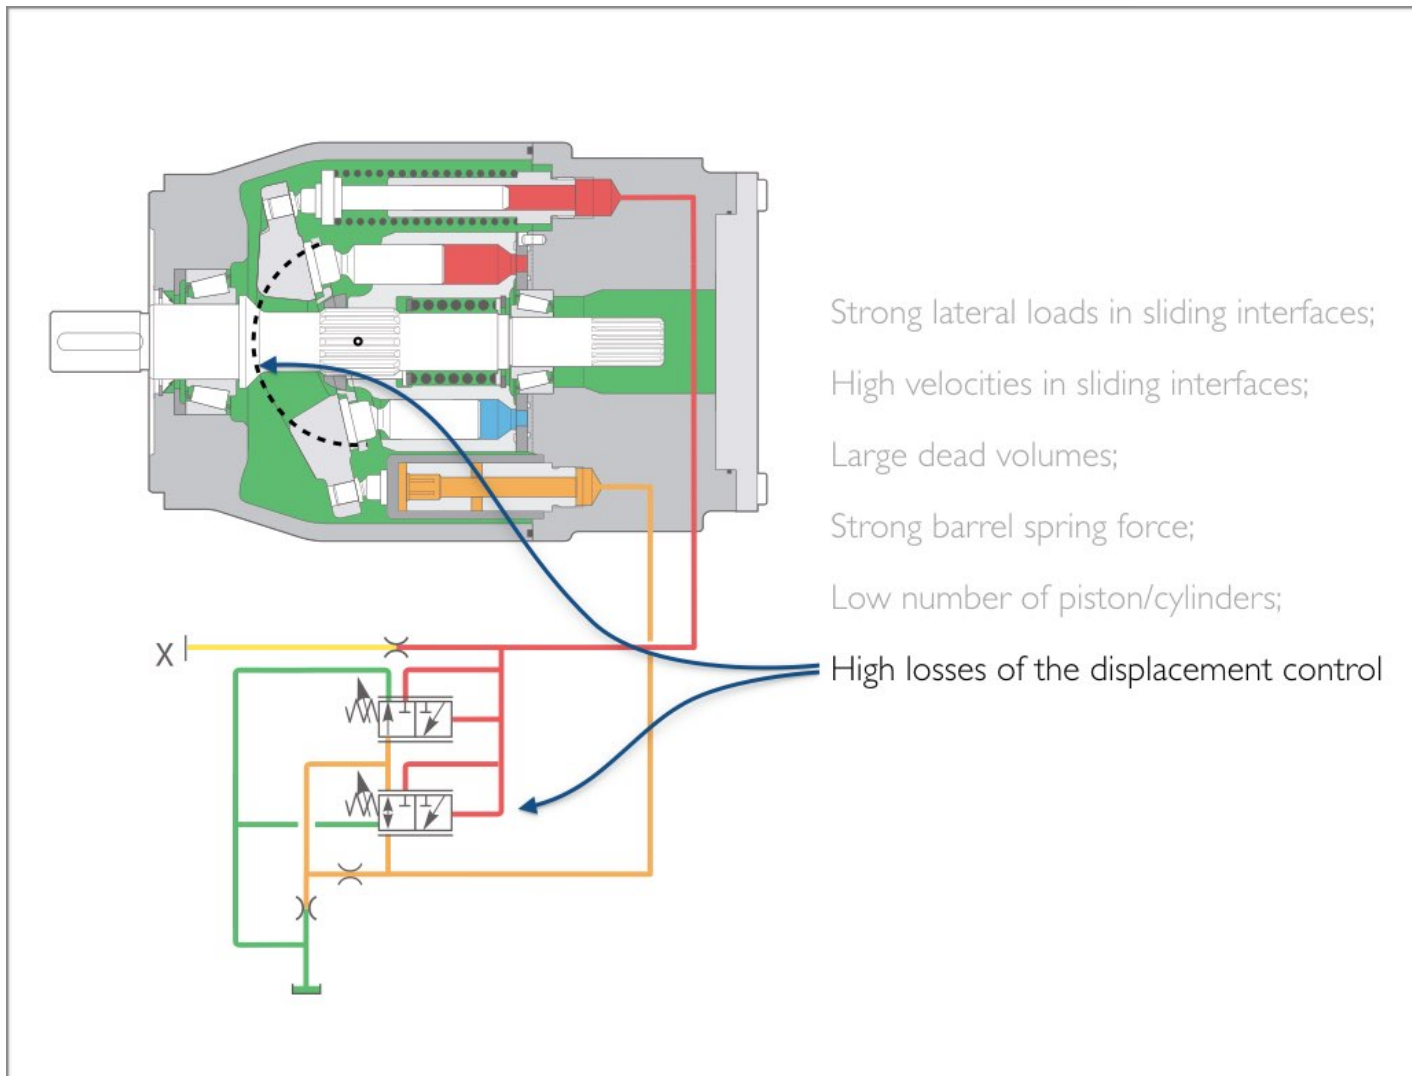 Strong lateral loads in sliding interfaces;
High velocities in sliding interfaces;
Large dead volumes;
Strong barrel spring force;
Low number of piston/cylinders;
X
High losses of the displacement control